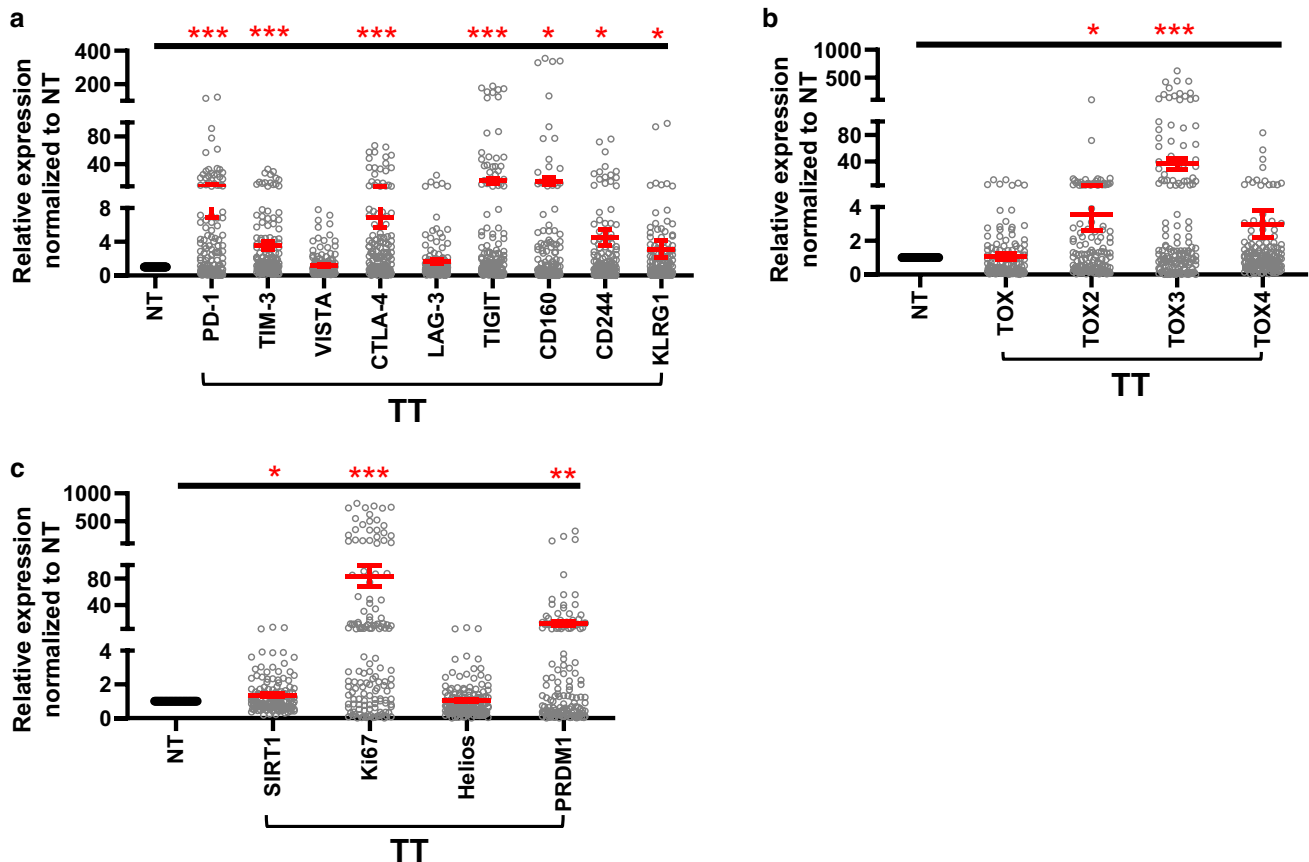 a
*** *** *** *** * * *
Relative expression
normalized to NT
400
200
80
40
8
4
0
NT
PD-1
TIM-3
VISTA
CTLA-4
LAG-3
TIGIT
CD160
CD244
KLRG1
TT
b
* ***
Relative expression
normalized to NT
1000
500
80
40
4
2
0
NT
TOX
TOX2
TOX3
TOX4
TT
c
* *** **
Relative expression
normalized to NT
1000
500
80
40
4
2
0
NT
SIRT1
Ki67
Helios
PRDM1
TT